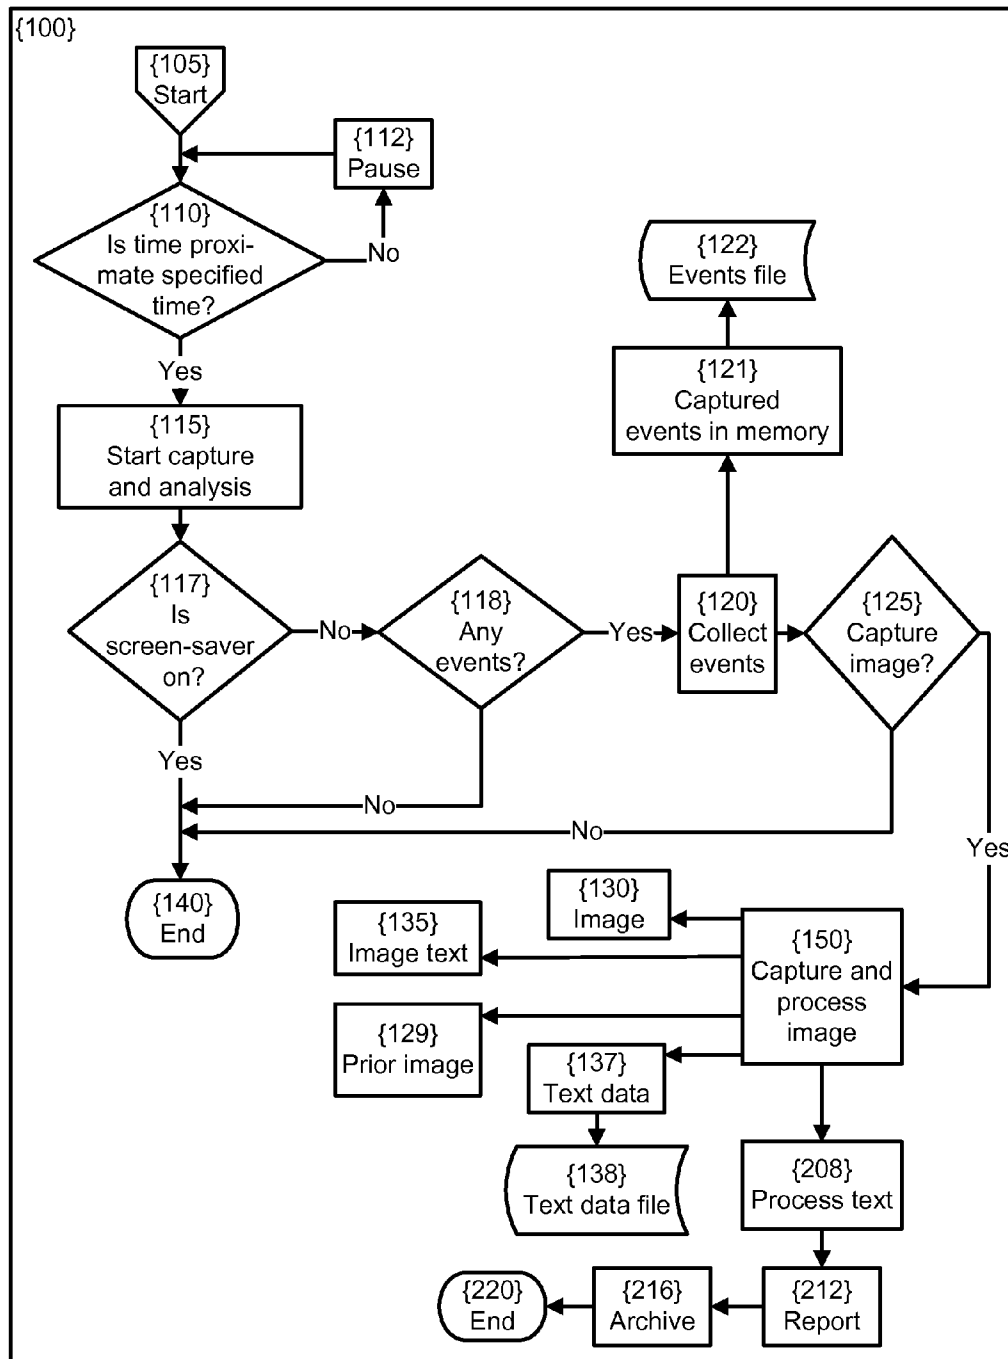 {100}
{105}
Start
{112}
Pause
{110}
Is time proxi-
mate specified
time?
No
Yes
{122}
Events file
{121}
Captured
events in memory
{115}
Start capture
and analysis
{117}
Is
screen-saver
on?
No
{118}
Any
events?
Yes
{120}
Collect
events
{125}
Capture
image?
Yes
No
No
Yes
{140}
End
{130}
Image
{135}
Image text
{150}
Capture and
process
image
{129}
Prior image
{137}
Text data
{138}
Text data file
{208}
Process text
{220}
End
{216}
Archive
{212}
Report